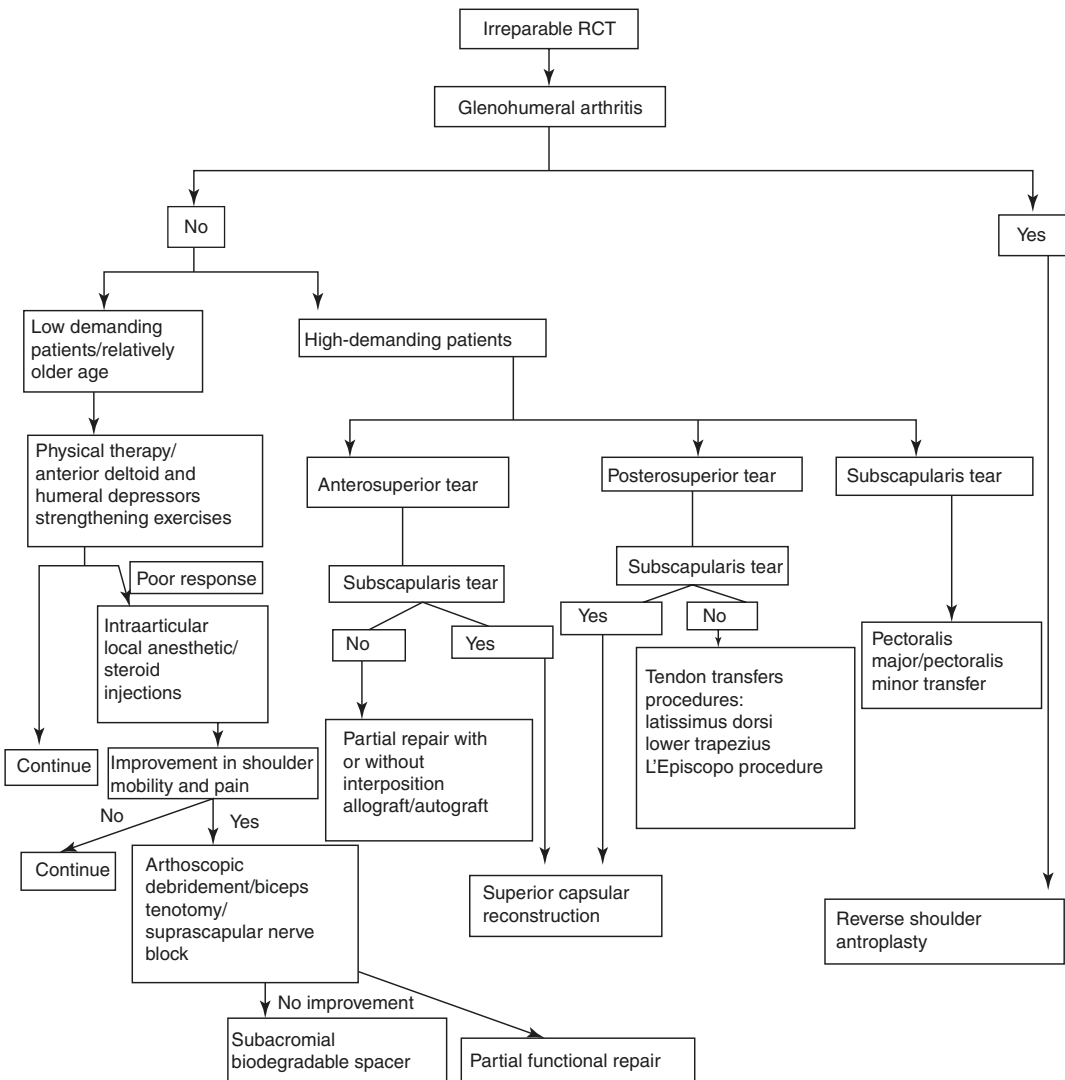 Irreparable RCT
Glenohumeral arthritis
No
Yes
Low demanding
patients/relatively
older age
High-demanding patients
Physical therapy/
anterior deltoid and
humeral depressors
strengthening exercises
Anterosuperior tear
Posterosuperior tear
Subscapularis tear
Poor response
Subscapularis tear
Subscapularis tear
Intraarticular
local anesthetic/
steroid
injections
No
Yes
Yes
No
Pectoralis
major/pectoralis
minor transfer
Tendon transfers
procedures:
latissimus dorsi
lower trapezius
L'Episcopo procedure
Continue
Improvement in shoulder
mobility and pain
Partial repair with
or without
interposition
allograft/autograft
No
Yes
Continue
Arthoscopic
debridement/biceps
tenotomy/
suprascapular nerve
block
Superior capsular
reconstruction
Reverse shoulder
antroplasty
No improvement
Subacromial
biodegradable spacer
Partial functional repair